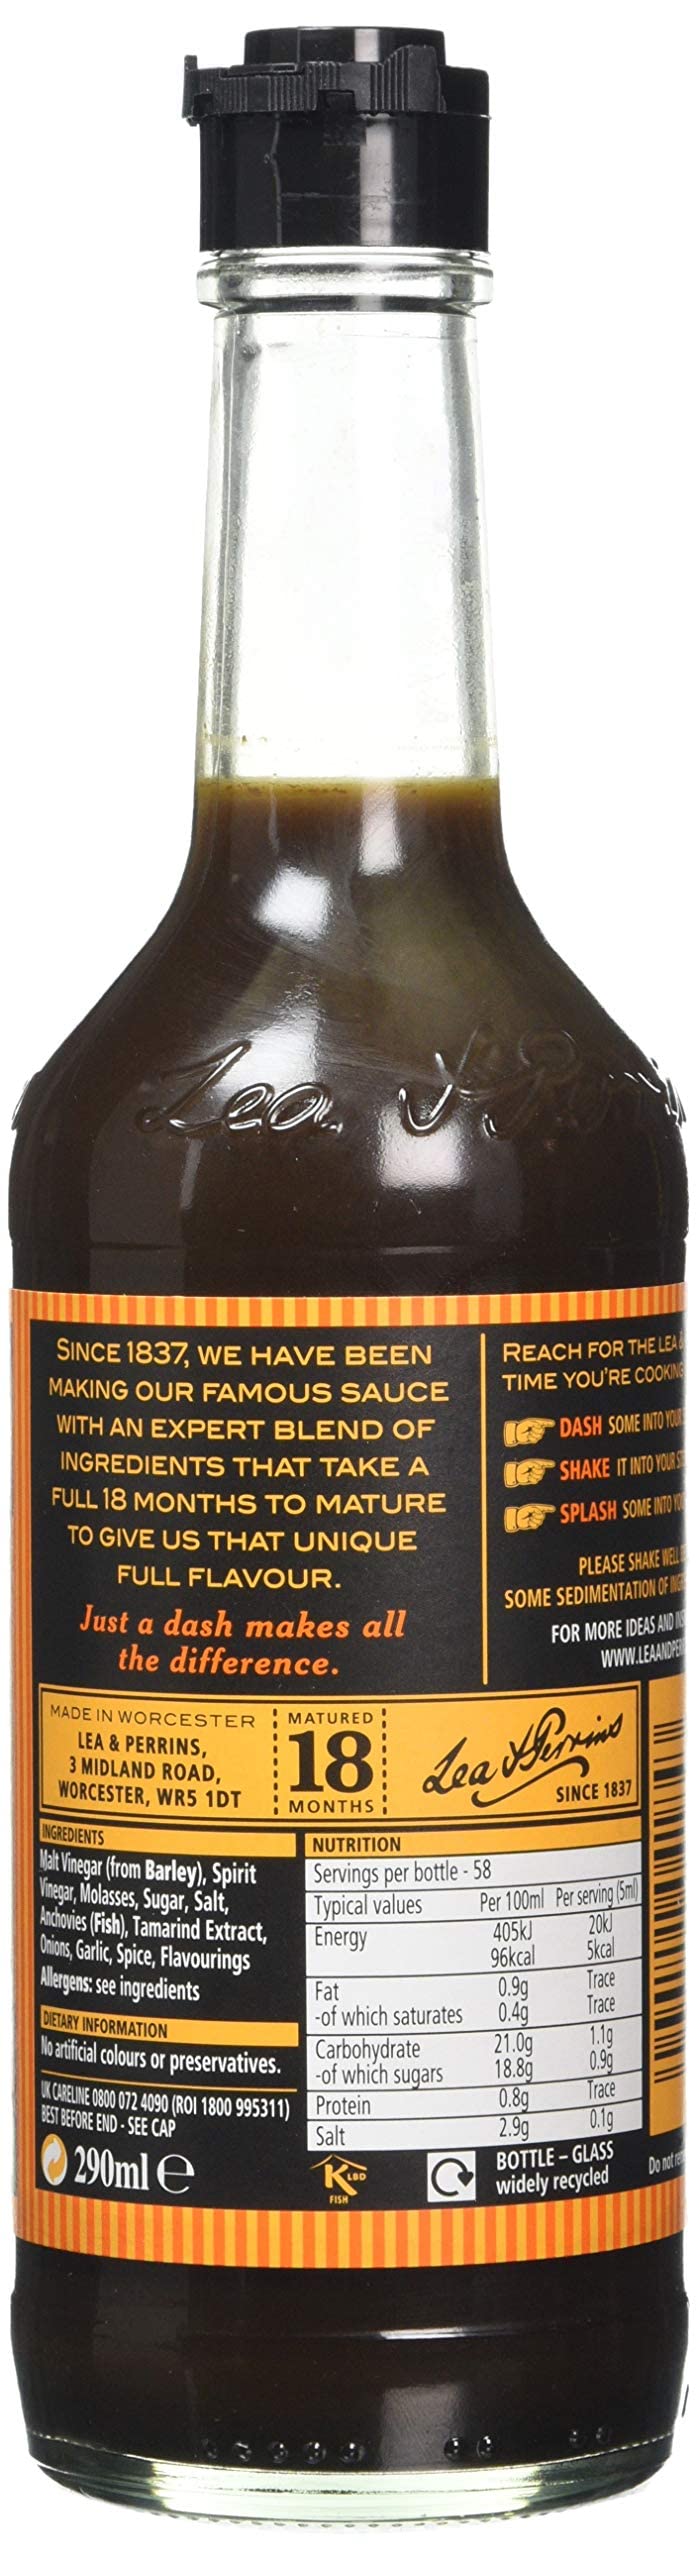 Lea & Perrins
SINCE 1837, WE HAVE BEEN
MAKING OUR FAMOUS SAUCE
WITH AN EXPERT BLEND OF
INGREDIENTS THAT TAKE A
FULL 18 MONTHS TO MATURE
TO GIVE US THAT UNIQUE
FULL FLAVOUR.
Just a dash makes all
the difference.
REACH FOR THE LEA &
TIME YOU'RE COOKING
DASH SOME INTO YOUR
SHAKE IT INTO YOUR
SPLASH SOME INTO
PLEASE SHAKE WELL
SOME SEDIMENTATION OF
FOR MORE IDEAS AND
MADE IN WORCESTER
LEA & PERRINS,
3 MIDLAND ROAD,
WORCESTER, WR5 1DT
MATURED
18
MONTHS
Lea & Perrins
SINCE 1837
INGREDIENTS
Malt Vinegar (from Barley), Spirit
Vinegar, Molasses, Sugar, Salt,
Anchovies (Fish), Tamarind Extract,
Onions, Garlic, Spice, Flavourings
Allergens: see ingredients
DIETARY INFORMATION
No artificial colours or preservatives.
UK CARELINE 0800 072 4090 (ROI 1800 995311)
BEST BEFORE END - SEE CAP
290ml e
NUTRITION
Servings per bottle - 58
Typical values Per 100ml Per serving (5ml)
Energy 405kJ 20kJ
96kcal 5kcal
Fat 0.9g Trace
-of which saturates 0.4g Trace
Carbohydrate 21.0g 1.1g
-of which sugars 18.8g 0.9g
Protein 0.8g Trace
Salt 2.9g 0.1g
K LBD
FISH
BOTTLE – GLASS
widely recycled
Do not